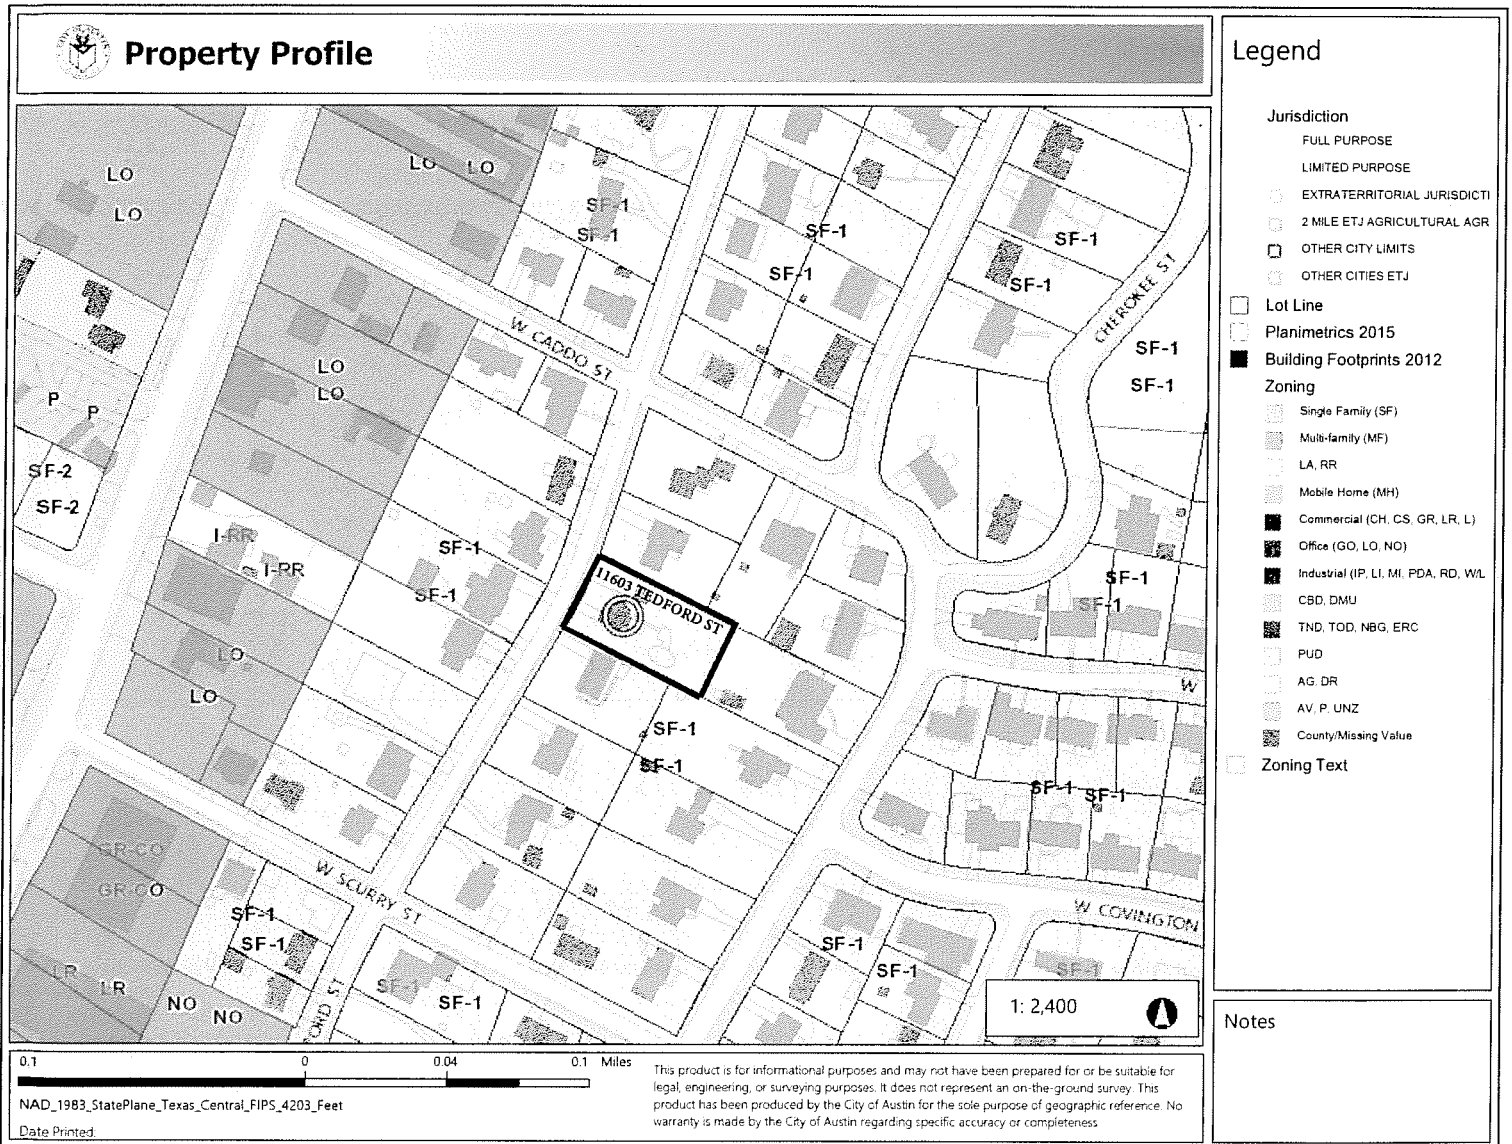 Property Profile
LO
LO
LO
LO
SF-1
SF-1
SF-1
SF-1
SF-1
SF-1
CHEROKEE ST
W CADDO ST
SF-1
SF-1
LO
LO
P
P
SF-2
SF-2
I-RR
I-RR
SF-1
SF-1
11603 TEDFORD ST
SF-1
SF-1
LO
LO
W
SF-1
SF-1
SF-1
SF-1
GR-CO
GR-CO
W SCURRY ST
SF-1
SF-1
W COVINGTON
SF-1
SF-1
SF-1
LR
LR
NO
NO
ORD ST
SF-1
SF-1
1: 2,400
0.1
0
0.04
0.1 Miles
NAD_1983_StatePlane_Texas_Central_FIPS_4203_Feet
Date Printed:
This product is for informational purposes and may not have been prepared for or be suitable for
legal, engineering, or surveying purposes. It does not represent an on-the-ground survey. This
product has been produced by the City of Austin for the sole purpose of geographic reference. No
warranty is made by the City of Austin regarding specific accuracy or completeness
Legend
Jurisdiction
FULL PURPOSE
LIMITED PURPOSE
EXTRATERRITORIAL JURISDICTI
2 MILE ETJ AGRICULTURAL AGR
OTHER CITY LIMITS
OTHER CITIES ETJ
Lot Line
Planimetrics 2015
Building Footprints 2012
Zoning
Single Family (SF)
Multi-family (MF)
LA, RR
Mobile Home (MH)
Commercial (CH, CS, GR, LR, L)
Office (GO, LO, NO)
Industrial (IP, LI, MI, PDA, RD, W/L
CBD, DMU
TND, TOD, NBG, ERC
PUD
AG, DR
AV, P, UNZ
County/Missing Value
Zoning Text
Notes